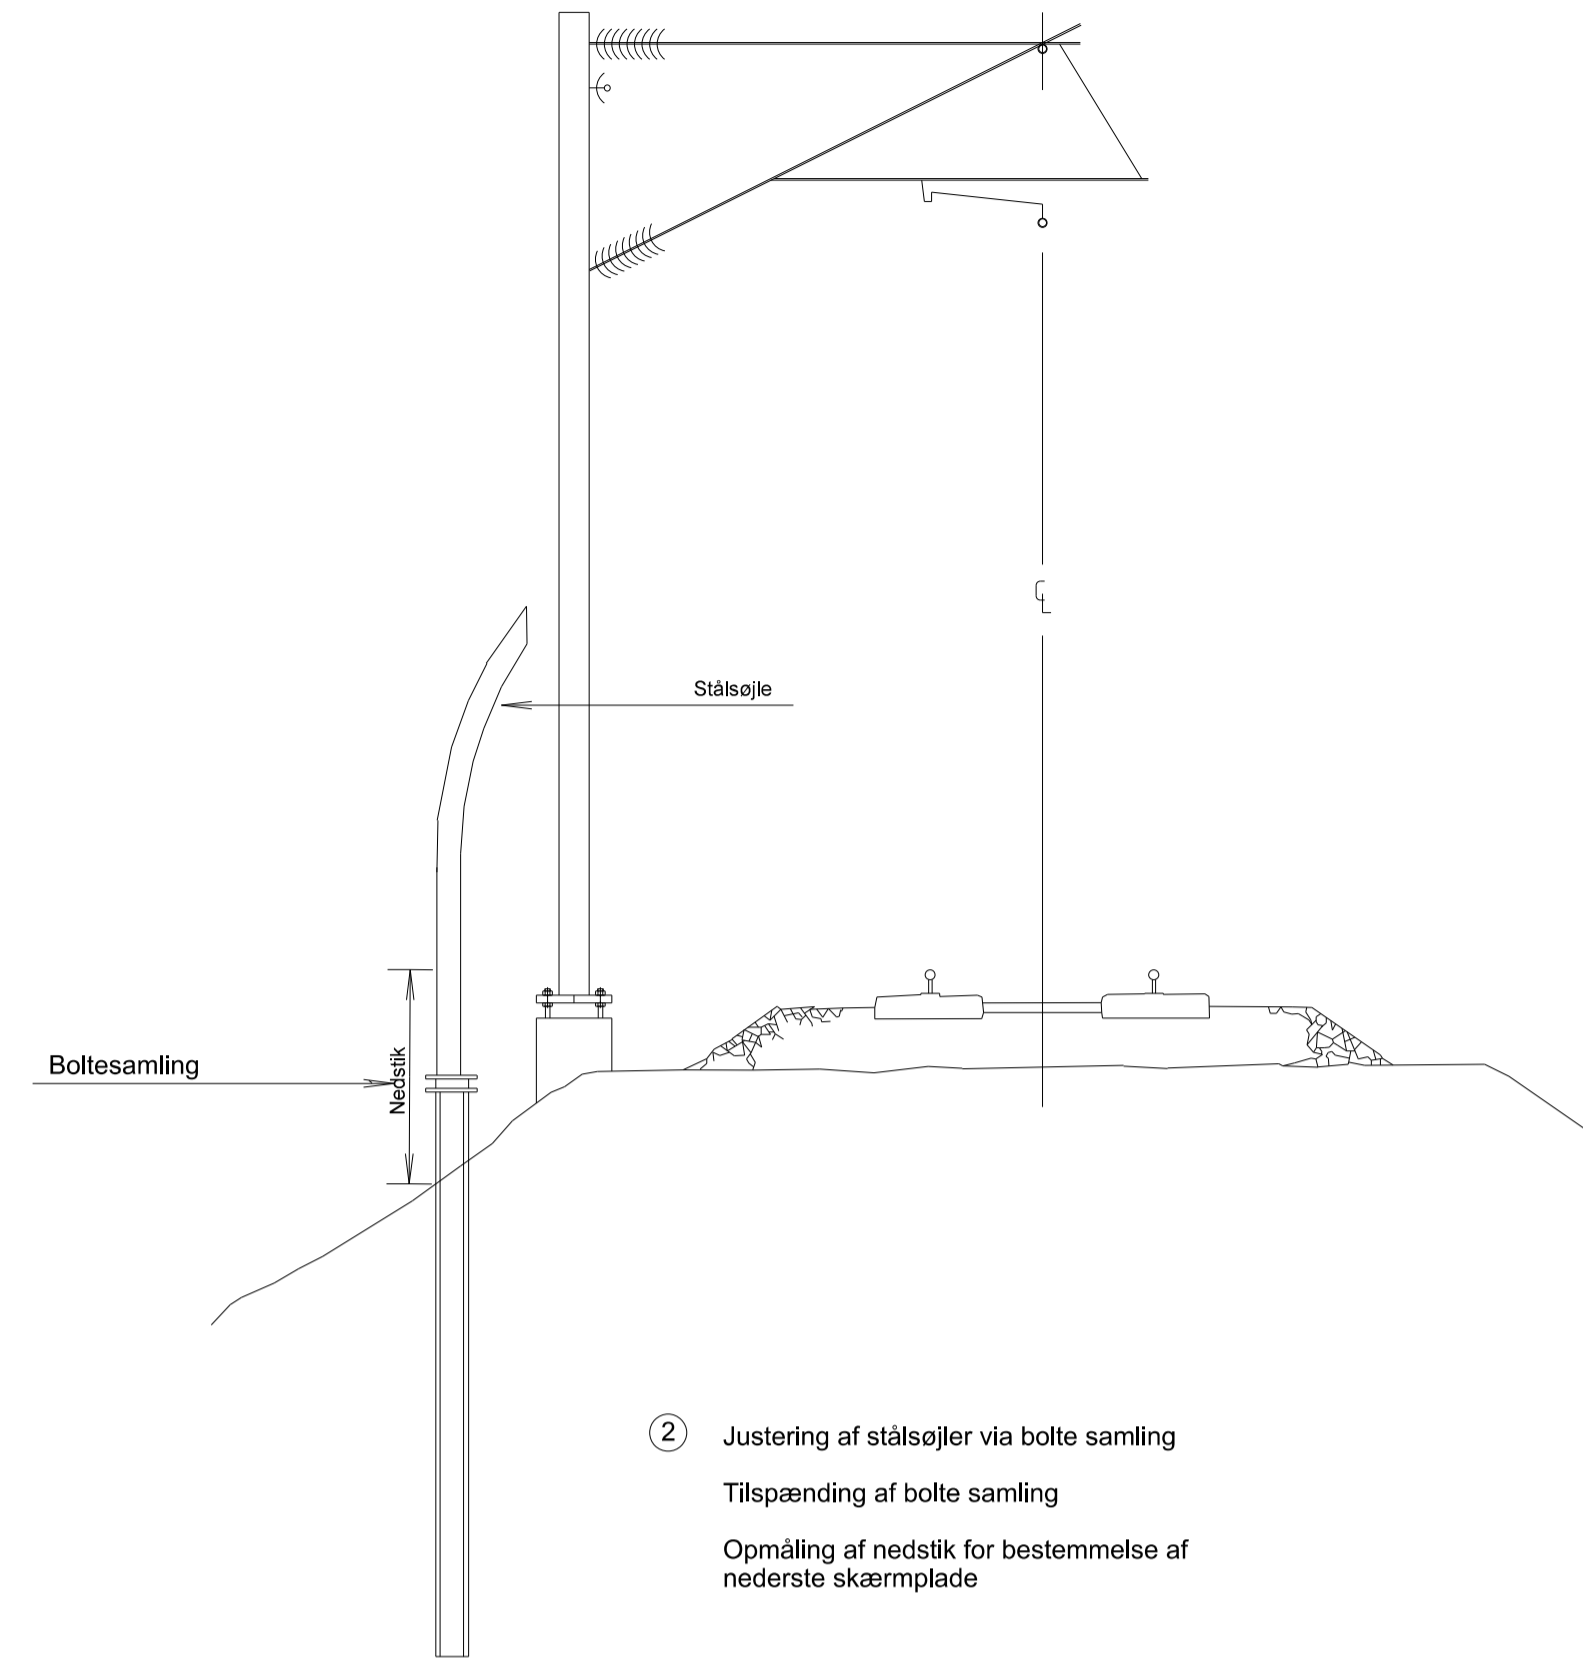 Stålsøjle
Boltesamling
Nedstik
2 Justering af stålsøjler via bolte samling
Tilspænding af bolte samling
Opmåling af nedstik for bestemmelse af
nederste skærmplade